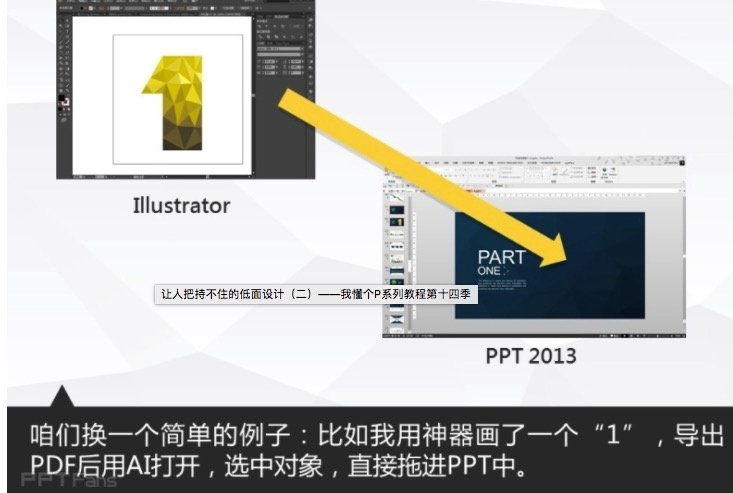 Illustrator
PART
ONE
让人把持不住的低面设计（二）——我懂个P系列教程第十四季
PPT 2013
咱们换一个简单的例子：比如我用神器画了一个“1”，导出
PDF后用AI打开，选中对象，直接拖进PPT中。
PPTFans